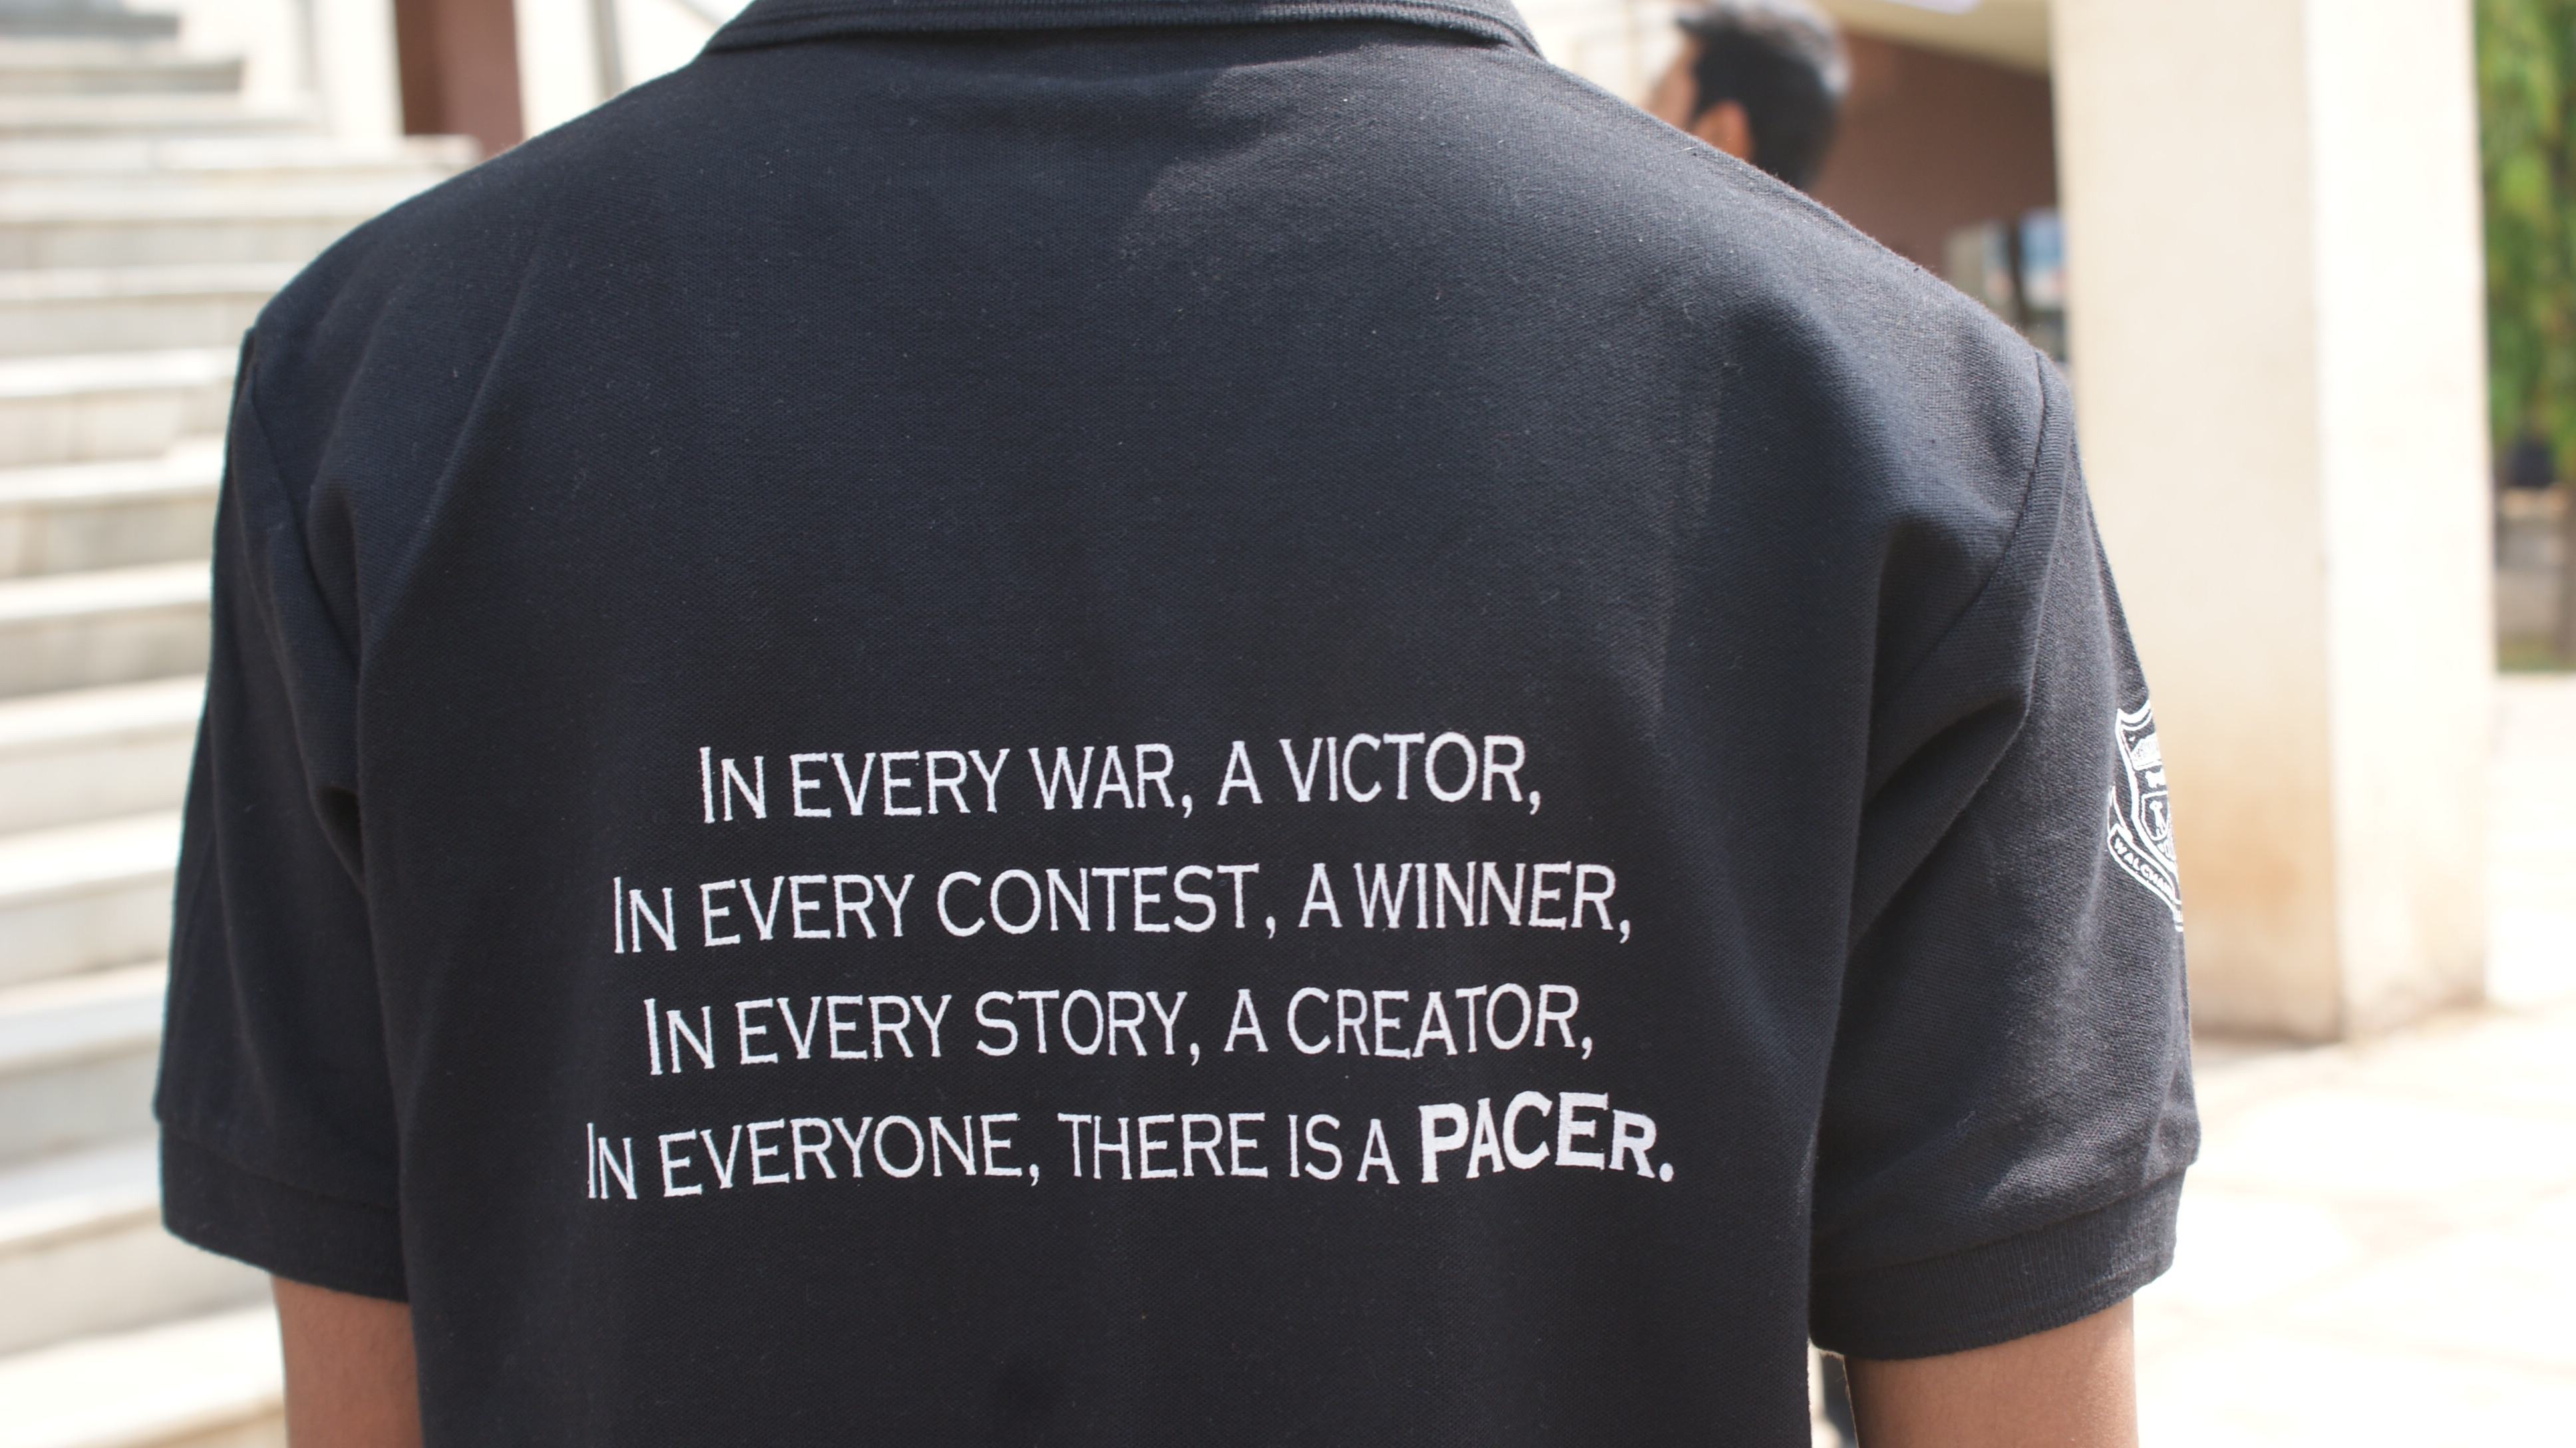 IN EVERY WAR, A VICTOR,
IN EVERY CONTEST, A WINNER,
IN EVERY STORY, A CREATOR,
IN EVERYONE, THERE IS A PACER.